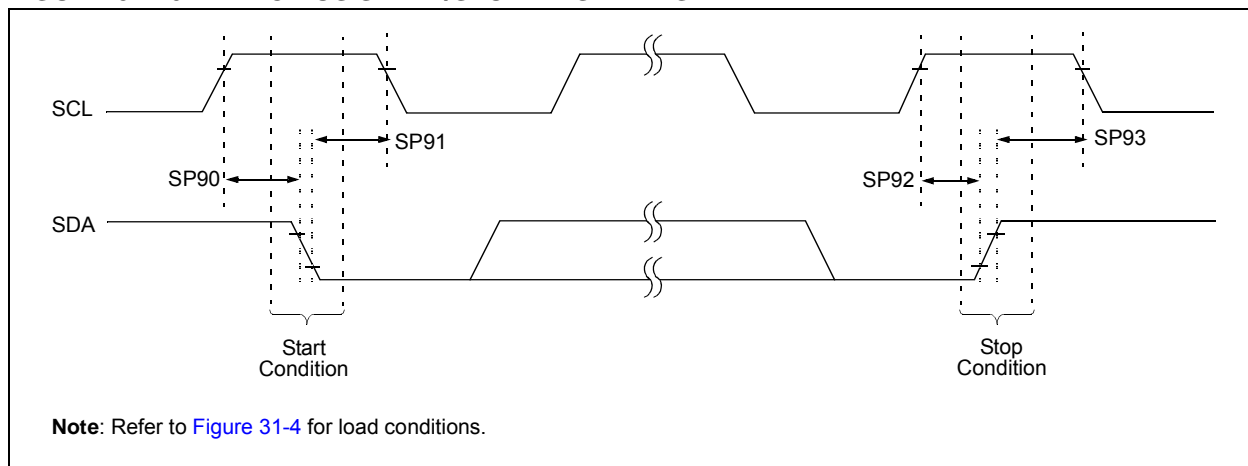 SCL
SP91
SP93
SP90
SP92
SDA
Start
Condition
Stop
Condition
Note: Refer to Figure 31-4 for load conditions.